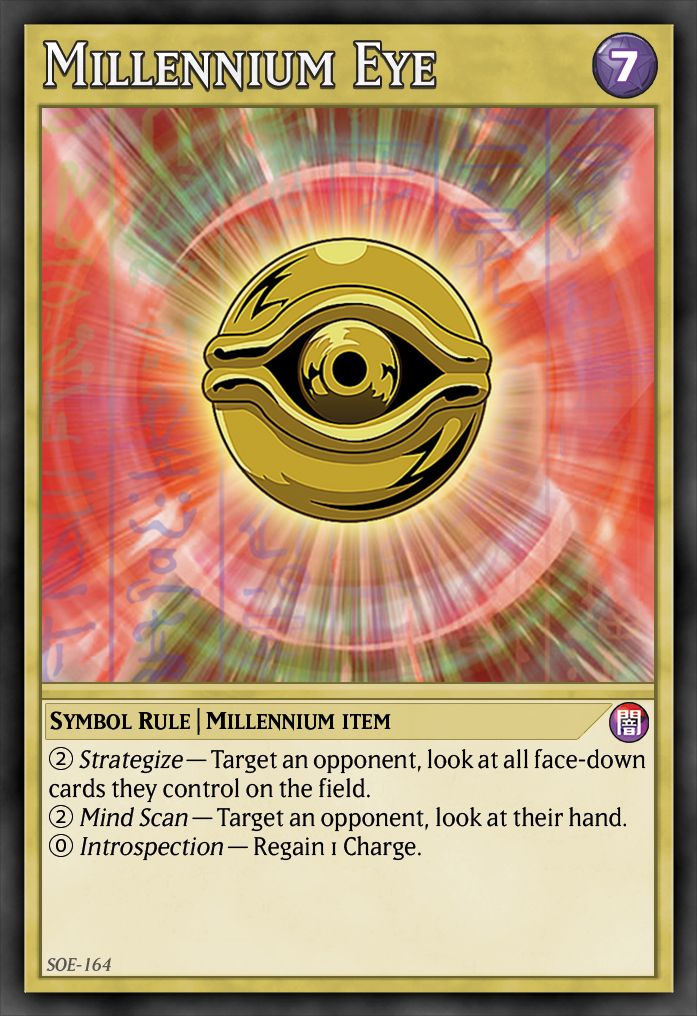 Millennium Eye
7
Symbol Rule | Millennium item
闇
② Strategize — Target an opponent, look at all face-down
cards they control on the field.
② Mind Scan — Target an opponent, look at their hand.
⓪ Introspection — Regain 1 Charge.
SOE-164